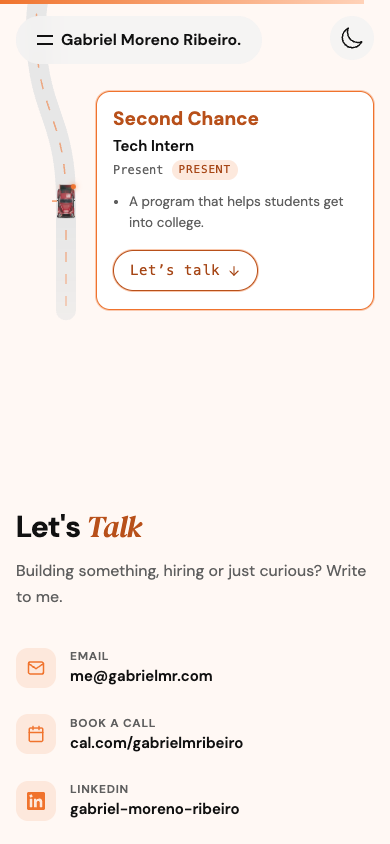 Gabriel Moreno Ribeiro.
Second Chance
Tech Intern
Present PRESENT
• A program that helps students get
into college.
Let’s talk ↓
Let's Talk
Building something, hiring or just curious? Write
to me.
EMAIL
me@gabrielmr.com
BOOK A CALL
cal.com/gabrielmribeiro
LINKEDIN
gabriel-moreno-ribeiro